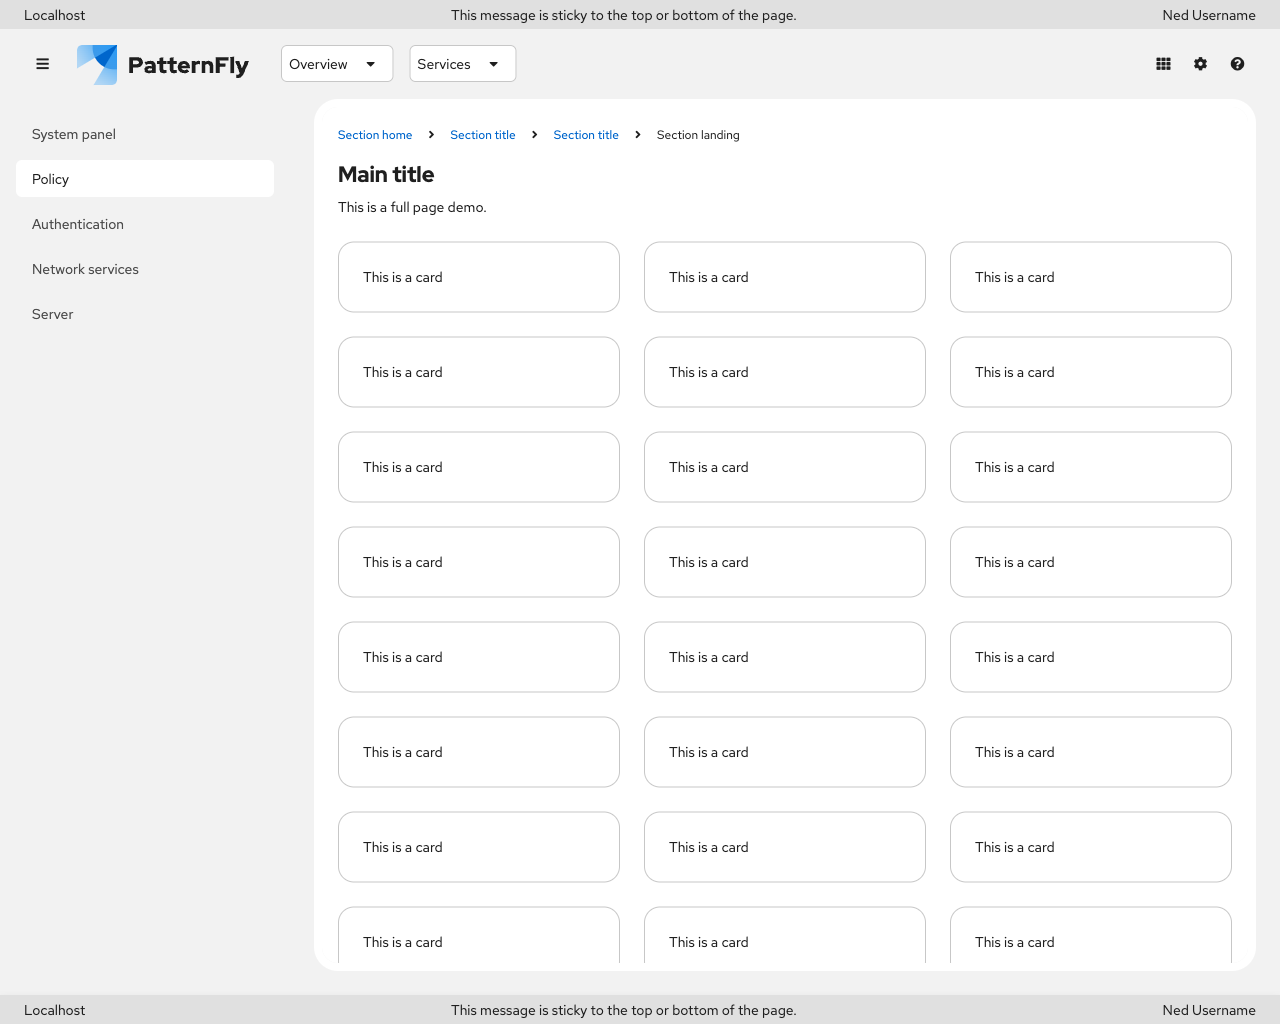 Localhost This message is sticky to the top or bottom of the page. Ned Username
PatternFly Overview Services
System panel
Policy
Authentication
Network services
Server
Section home Section title Section title Section landing
Main title
This is a full page demo.
This is a card This is a card This is a card
This is a card This is a card This is a card
This is a card This is a card This is a card
This is a card This is a card This is a card
This is a card This is a card This is a card
This is a card This is a card This is a card
This is a card This is a card This is a card
This is a card This is a card This is a card
Localhost This message is sticky to the top or bottom of the page. Ned Username